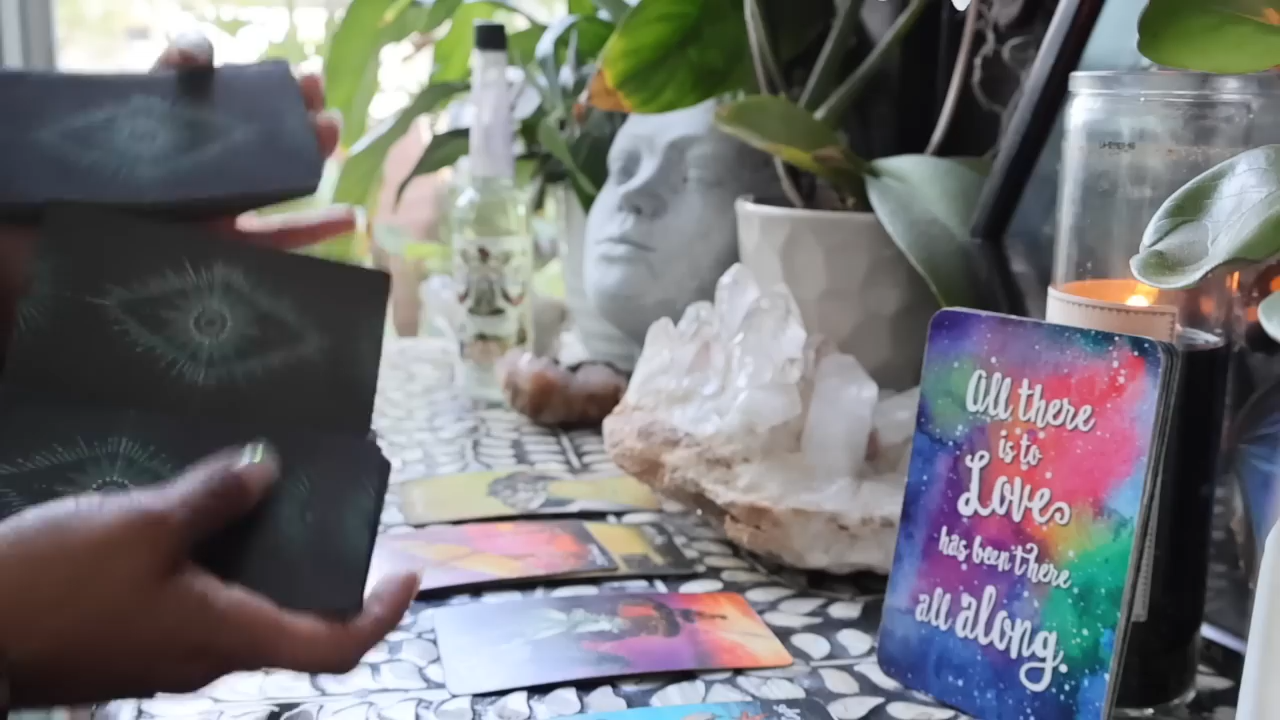 All there
is to
Love
has been there
all along.